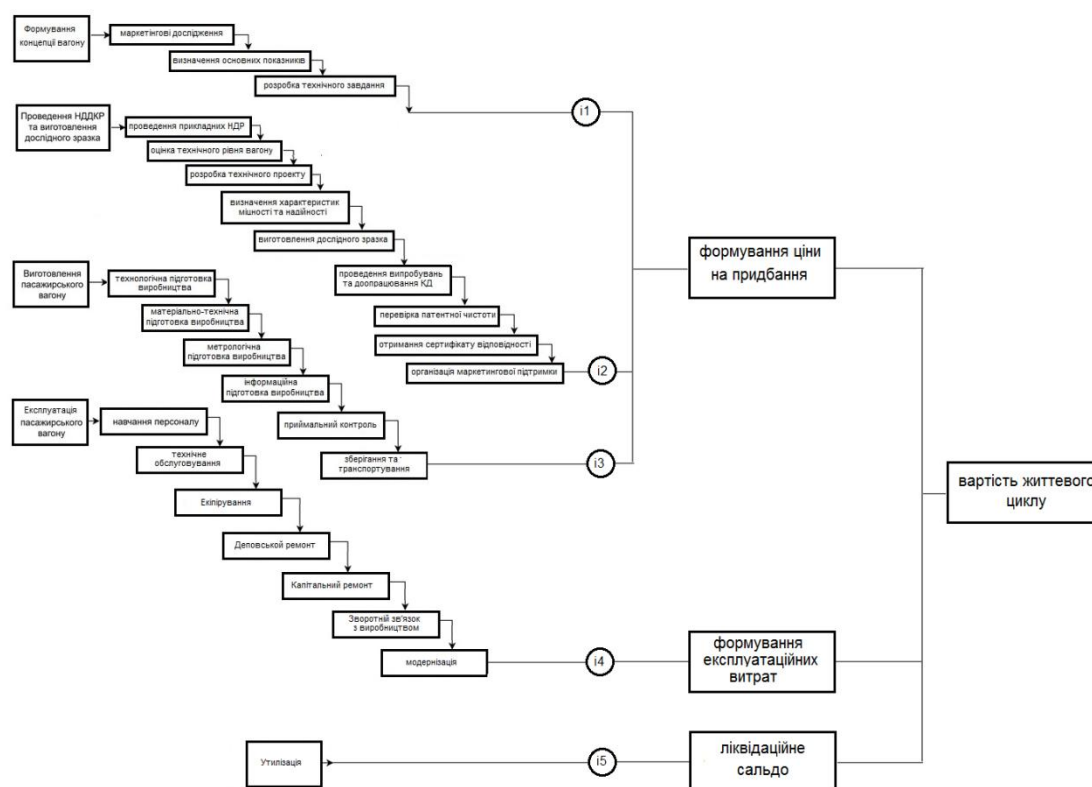 Формування
концепції вагону
маркетінгові дослідження
визначення основних показників
розробка технічного завдання
i1
Проведення НДДКР
та виготовлення
дослідного зразка
проведення прикладних НДР
оцінка технічного рівня вагону
розробка технічного проекту
визначення характеристик
міцності та надійності
виготовлення дослідного зразка
проведення випробувань
та доопрацювання КД
перевірка патентної чистоти
отримання сертифікату відповідності
організація маркетингової підтримки
i2
формування ціни
на придбання
Виготовлення
пасажирського
вагону
технологічна підготовка
виробництва
матеріально-технічна
підготовка виробництва
метрологічна
підготовка виробництва
інформаційна
підготовка виробництва
приймальний контроль
зберігання та
транспортування
i3
Експлуатація
пасажирського
вагону
навчання персоналу
технічне
обслуговування
Екіпірування
Деповської ремонт
Капітальний ремонт
Зворотній зв'язок
з виробництвом
модернізація
i4
формування
експлуатаційних
витрат
вартість життевого
циклу
Утилізація
i5
ліквідаційне
сальдо